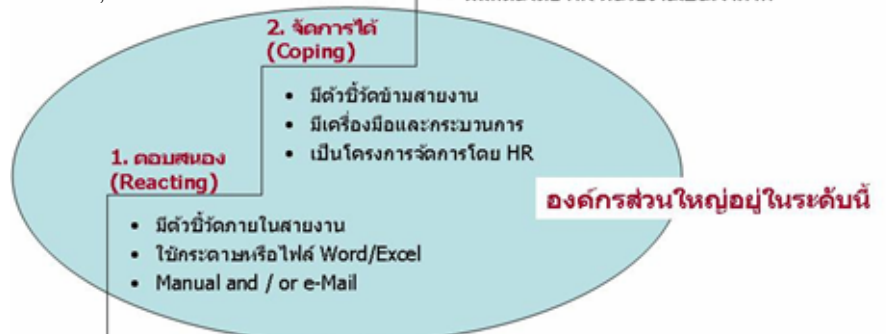 2. จัดการได้
(Coping)
• มีตัวชี้วัดข้ามสายงาน
• มีเครื่องมือและกระบวนการ
• เป็นโครงการจัดการโดย HR
1. ตอบสนอง
(Reacting)
องค์กรส่วนใหญ่อยู่ในระดับนี้
• มีตัวชี้วัดภายในสายงาน
• ใช้กระดาษหรือไฟล์ Word/Excel
• Manual and / or e-Mail